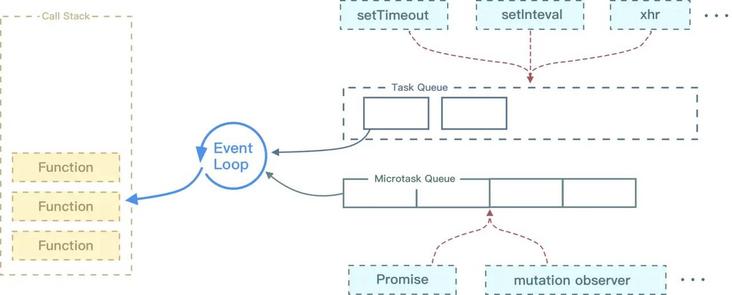 Call Stack
setTimeout
setInteval
xhr
...
Task Queue
Event
Loop
Function
Microtask Queue
Function
Function
Promise
mutation observer
...